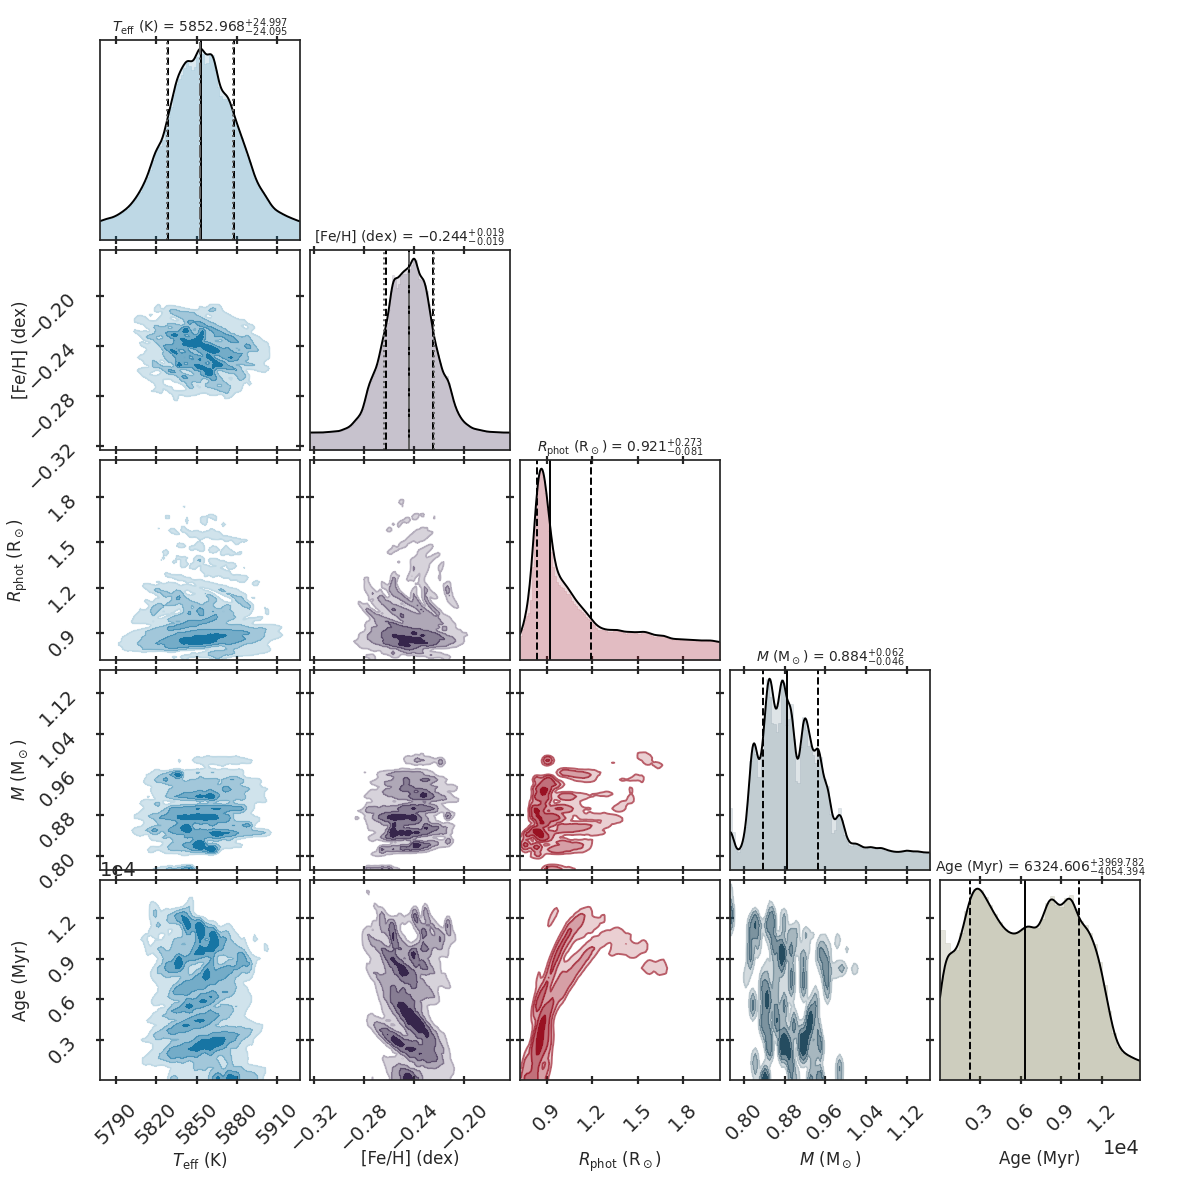 T_eff (K) = 5852.968 +24.997 −24.095
[Fe/H] (dex) = −0.244 +0.019 −0.019
[Fe/H] (dex)
−0.20
−0.24
−0.28
−0.32
R_phot (R⊙) = 0.921 +0.273 −0.081
R_phot (R⊙)
1.8
1.5
1.2
0.9
M (M⊙) = 0.884 +0.062 −0.046
M (M⊙)
1.12
1.04
0.96
0.88
0.80
1e4
Age (Myr) = 6324.606 +3969.782 −4054.394
Age (Myr)
1.2
0.9
0.6
0.3
5790 5820 5850 5880 5910
−0.32 −0.28 −0.24 −0.20
0.9 1.2 1.5 1.8
0.80 0.88 0.96 1.04 1.12
0.3 0.6 0.9 1.2
1e4
T_eff (K)
[Fe/H] (dex)
R_phot (R⊙)
M (M⊙)
Age (Myr)